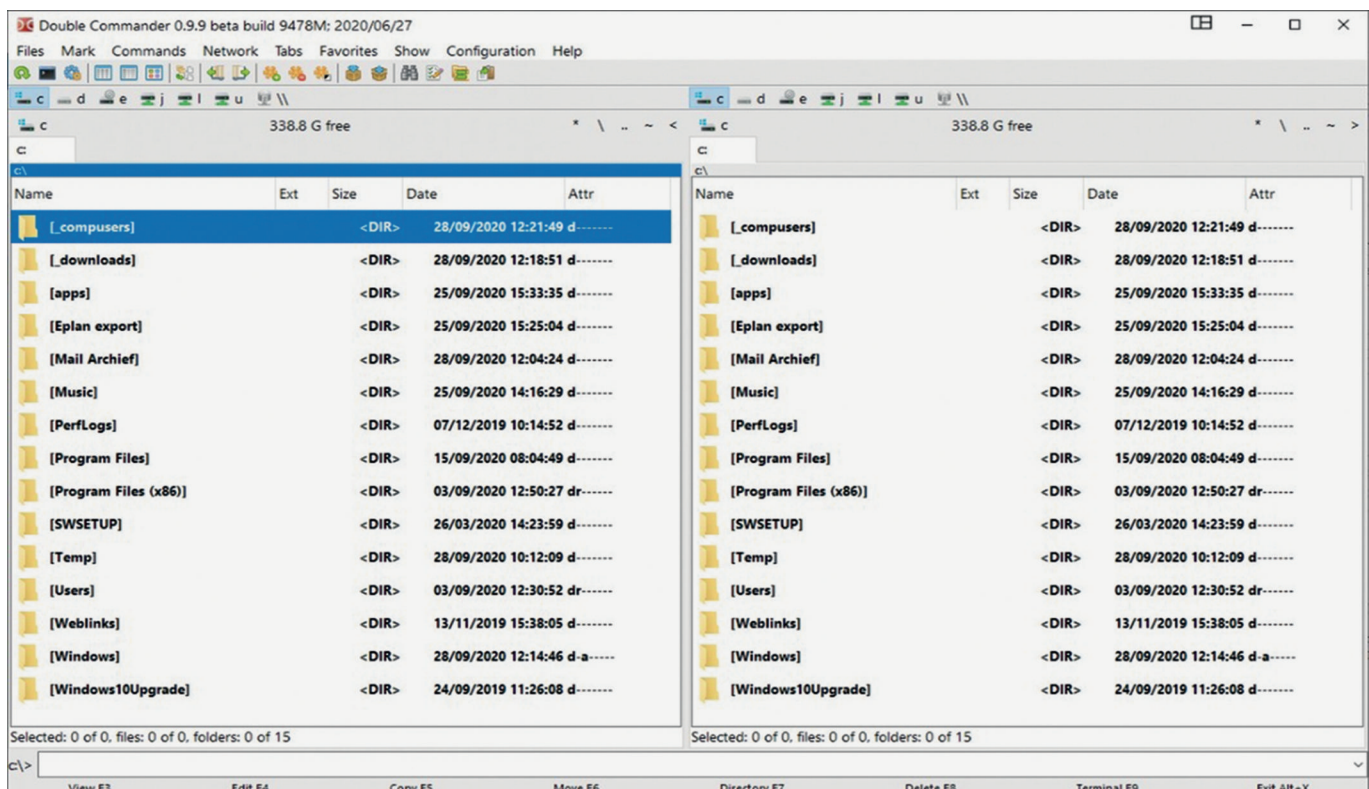 Double Commander 0.9.9 beta build 9478M; 2020/06/27
Files Mark Commands Network Tabs Favorites Show Configuration Help
c d e j l u \\ c d e j l u \\
c 338.8 G free * \ .. ~ < c 338.8 G free * \ .. ~ >
c: c:
c:\ c:\
Name Ext Size Date Attr Name Ext Size Date Attr
[_compusers] <DIR> 28/09/2020 12:21:49 d------- [_compusers] <DIR> 28/09/2020 12:21:49 d-------
[_downloads] <DIR> 28/09/2020 12:18:51 d------- [_downloads] <DIR> 28/09/2020 12:18:51 d-------
[apps] <DIR> 25/09/2020 15:33:35 d------- [apps] <DIR> 25/09/2020 15:33:35 d-------
[Eplan export] <DIR> 25/09/2020 15:25:04 d------- [Eplan export] <DIR> 25/09/2020 15:25:04 d-------
[Mail Archief] <DIR> 28/09/2020 12:04:24 d------- [Mail Archief] <DIR> 28/09/2020 12:04:24 d-------
[Music] <DIR> 25/09/2020 14:16:29 d------- [Music] <DIR> 25/09/2020 14:16:29 d-------
[PerfLogs] <DIR> 07/12/2019 10:14:52 d------- [PerfLogs] <DIR> 07/12/2019 10:14:52 d-------
[Program Files] <DIR> 15/09/2020 08:04:49 d------- [Program Files] <DIR> 15/09/2020 08:04:49 d-------
[Program Files (x86)] <DIR> 03/09/2020 12:50:27 dr------ [Program Files (x86)] <DIR> 03/09/2020 12:50:27 dr------
[SWSETUP] <DIR> 26/03/2020 14:23:59 d------- [SWSETUP] <DIR> 26/03/2020 14:23:59 d-------
[Temp] <DIR> 28/09/2020 10:12:09 d------- [Temp] <DIR> 28/09/2020 10:12:09 d-------
[Users] <DIR> 03/09/2020 12:30:52 dr------ [Users] <DIR> 03/09/2020 12:30:52 dr------
[Weblinks] <DIR> 13/11/2019 15:38:05 d------- [Weblinks] <DIR> 13/11/2019 15:38:05 d-------
[Windows] <DIR> 28/09/2020 12:14:46 d-a----- [Windows] <DIR> 28/09/2020 12:14:46 d-a-----
[Windows10Upgrade] <DIR> 24/09/2019 11:26:08 d------- [Windows10Upgrade] <DIR> 24/09/2019 11:26:08 d-------
Selected: 0 of 0, files: 0 of 0, folders: 0 of 15 Selected: 0 of 0, files: 0 of 0, folders: 0 of 15
c:\>
View F3 Edit F4 Copy F5 Move F6 Directory F7 Delete F8 Terminal F9 Exit Alt+X